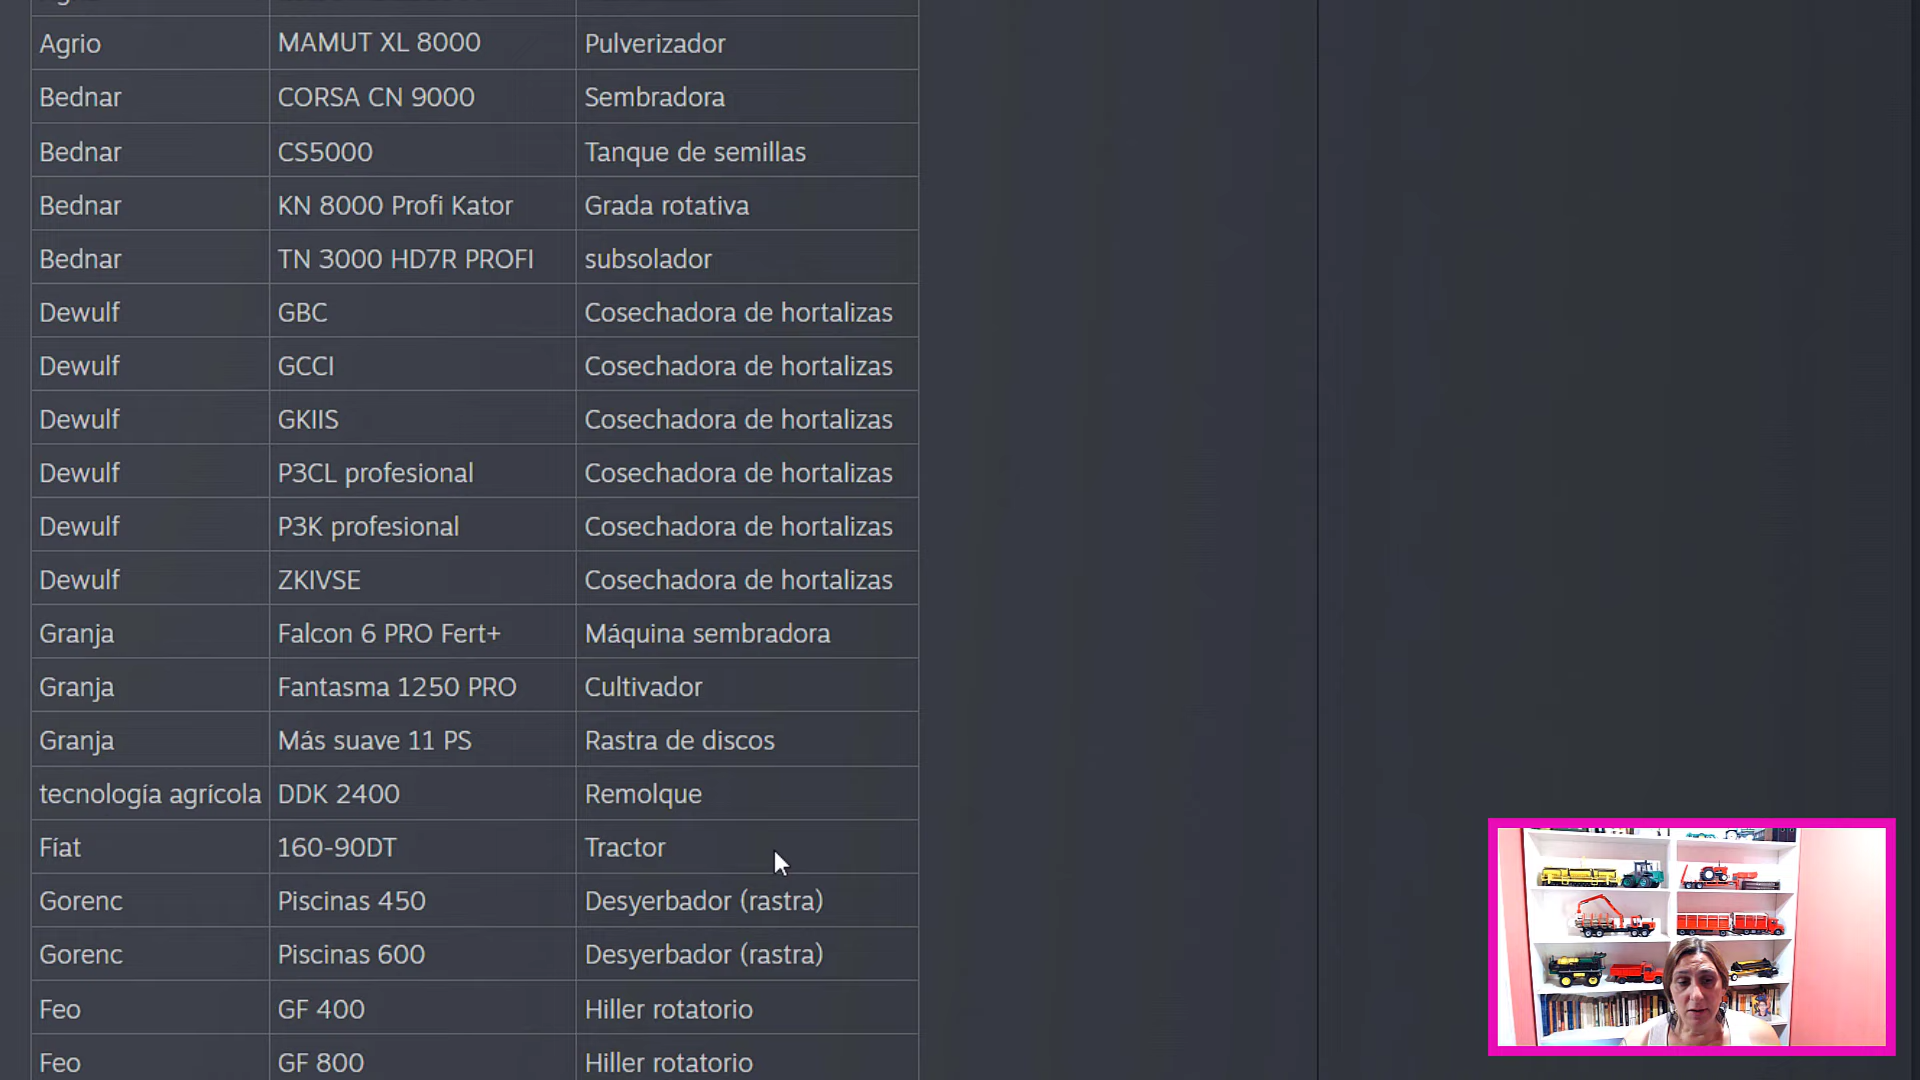 Agrio MAMUT XL 8000 Pulverizador
Bednar CORSA CN 9000 Sembradora
Bednar CS5000 Tanque de semillas
Bednar KN 8000 Profi Kator Grada rotativa
Bednar TN 3000 HD7R PROFI subsolador
Dewulf GBC Cosechadora de hortalizas
Dewulf GCCI Cosechadora de hortalizas
Dewulf GKIIS Cosechadora de hortalizas
Dewulf P3CL profesional Cosechadora de hortalizas
Dewulf P3K profesional Cosechadora de hortalizas
Dewulf ZKIVSE Cosechadora de hortalizas
Granja Falcon 6 PRO Fert+ Máquina sembradora
Granja Fantasma 1250 PRO Cultivador
Granja Más suave 11 PS Rastra de discos
tecnología agrícola DDK 2400 Remolque
Fíat 160-90DT Tractor
Gorenc Piscinas 450 Desyerbador (rastra)
Gorenc Piscinas 600 Desyerbador (rastra)
Feo GF 400 Hiller rotatorio
Feo GF 800 Hiller rotatorio